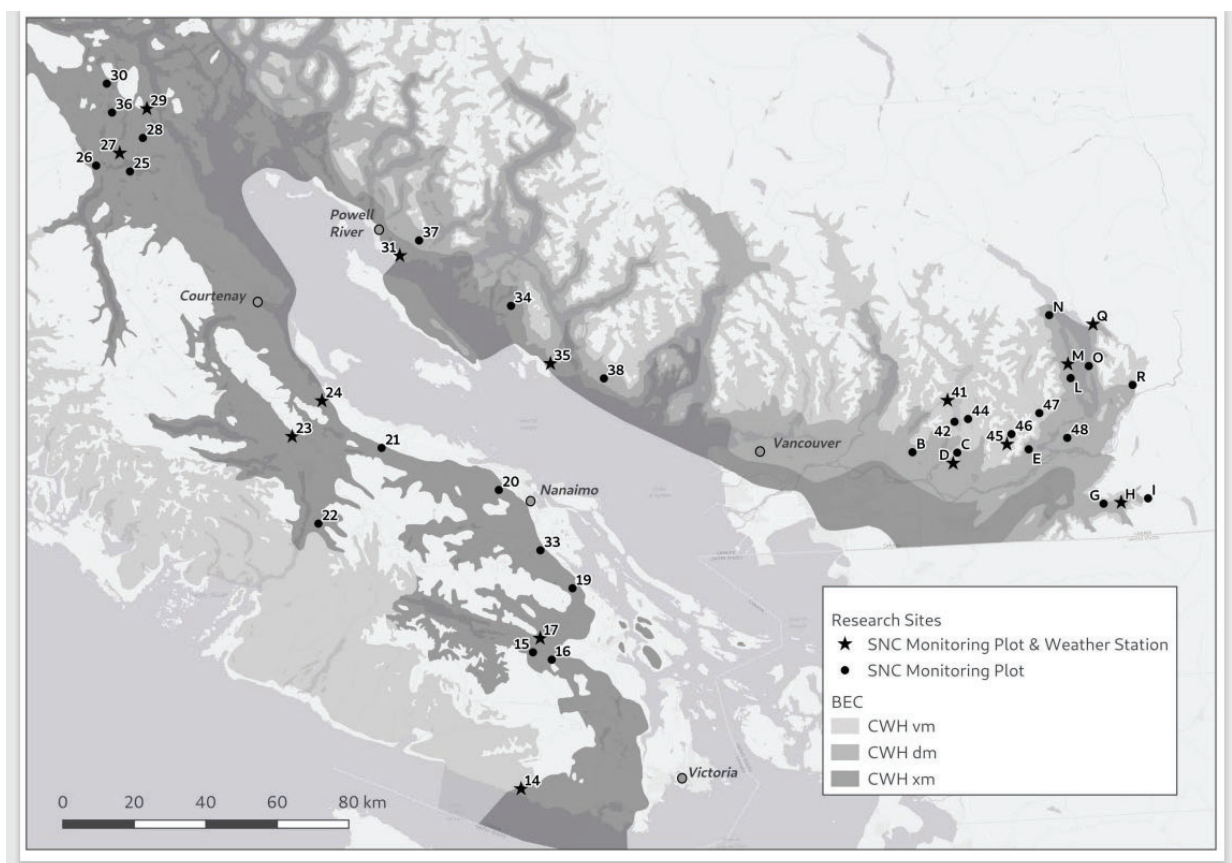 30
36
29
28
27
26
25
Powell
River
37
31
Courtenay
34
35
38
24
23
21
20
Nanaimo
22
33
19
17
15
16
14
Victoria
Vancouver
N
Q
M
O
L
R
41
42
44
47
46
45
48
B
C
D
E
G
H
I
Research Sites
SNC Monitoring Plot & Weather Station
SNC Monitoring Plot
BEC
CWH vm
CWH dm
CWH xm
0 20 40 60 80 km